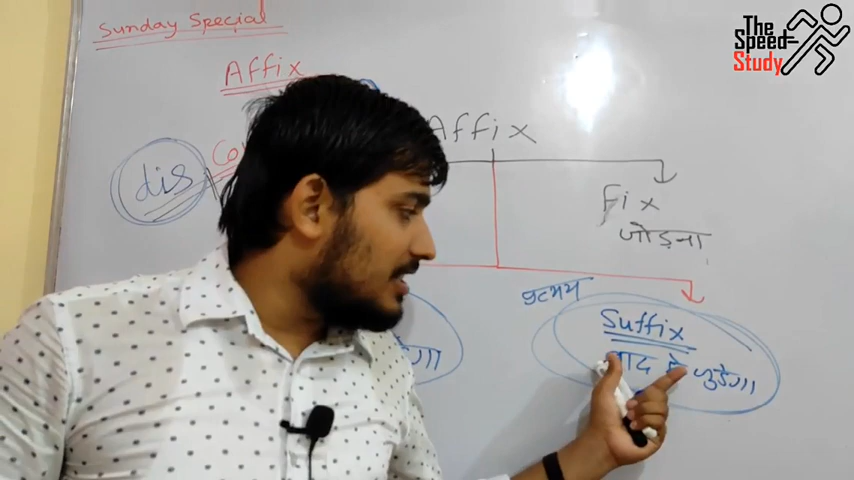 Sunday Special
The
Speed
Study
Affix
Affix
dis
Fix
जोड़ना
प्रत्यय
Suffix
बाद में जुड़ेगा